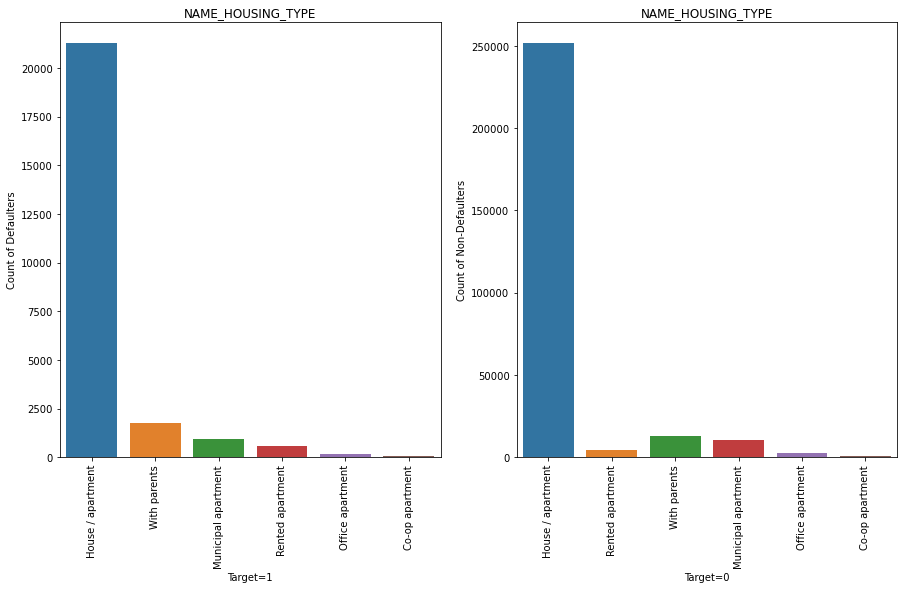 NAME_HOUSING_TYPE
Count of Defaulters
20000
17500
15000
12500
10000
7500
5000
2500
0
House / apartment
With parents
Municipal apartment
Rented apartment
Office apartment
Co-op apartment
Target=1
NAME_HOUSING_TYPE
Count of Non-Defaulters
250000
200000
150000
100000
50000
0
House / apartment
Rented apartment
With parents
Municipal apartment
Office apartment
Co-op apartment
Target=0